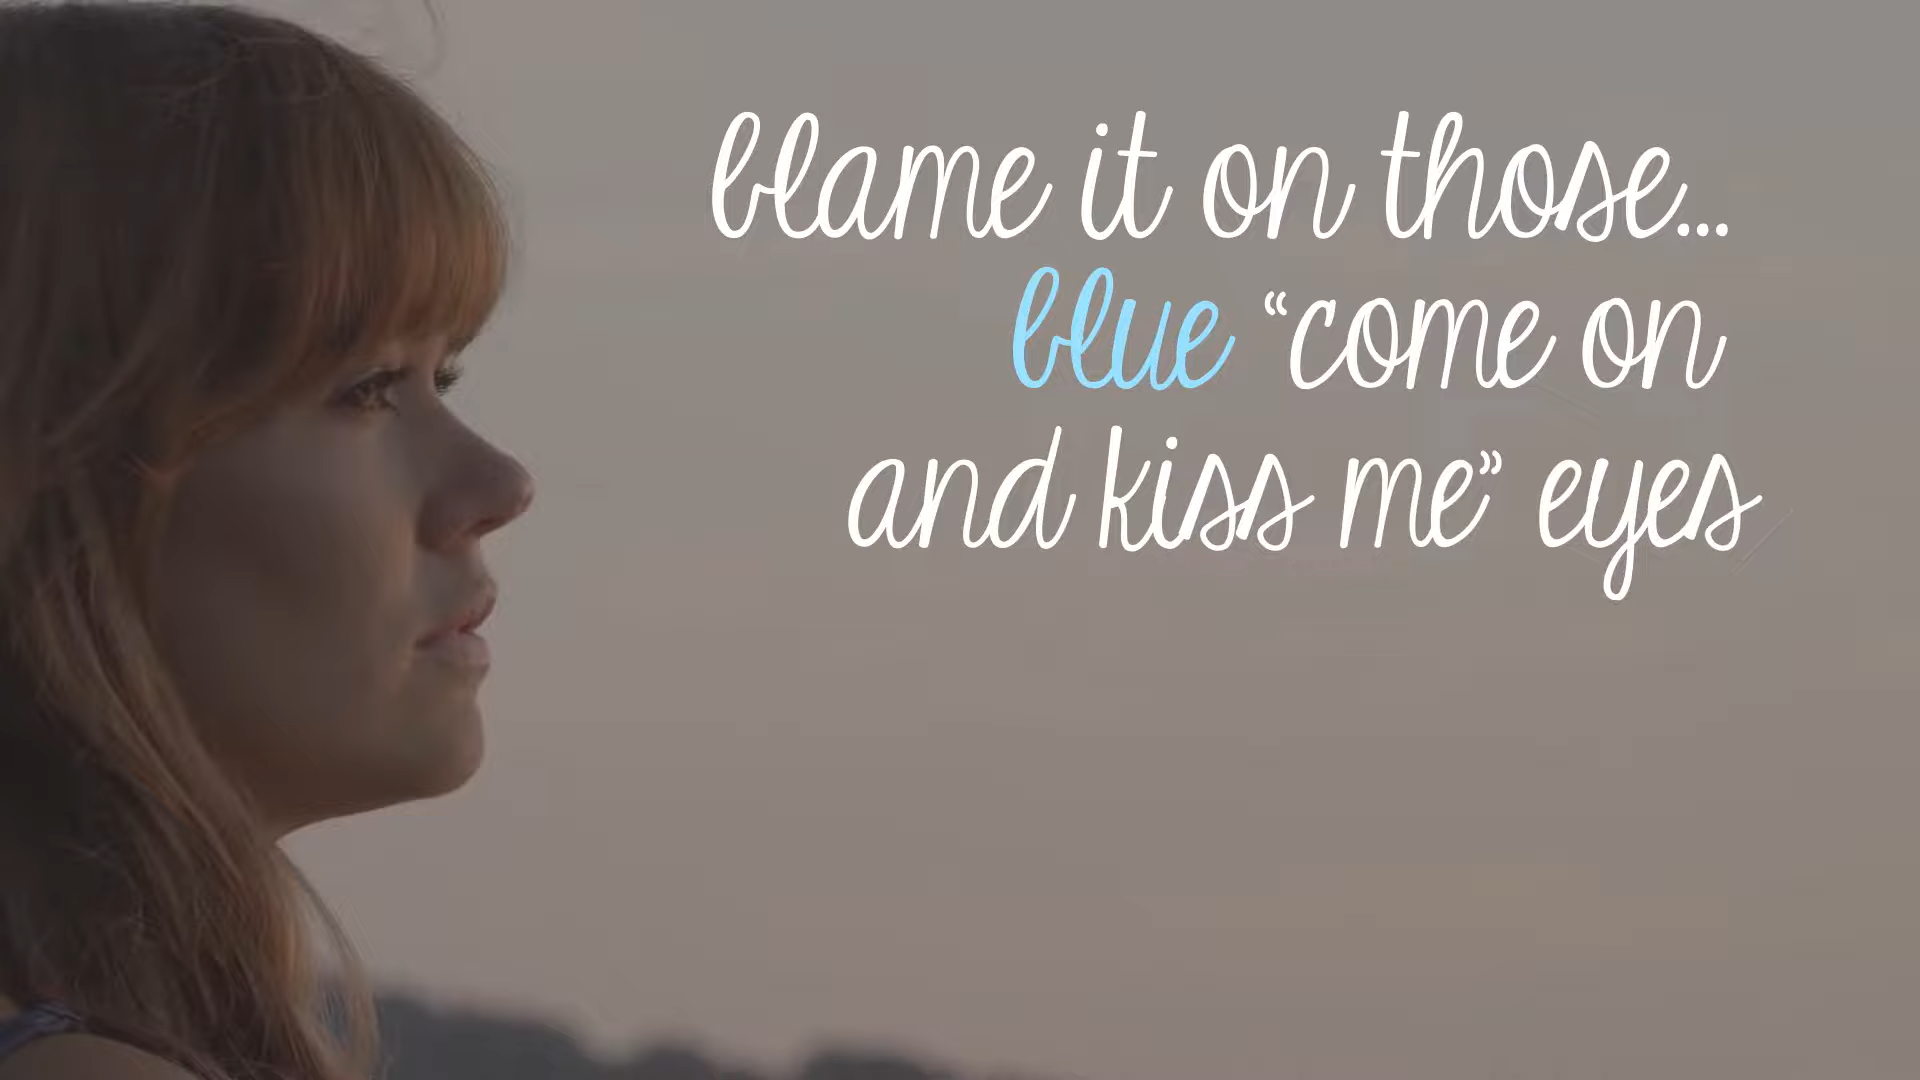 blame it on those...
blue “come on
and kiss me” eyes